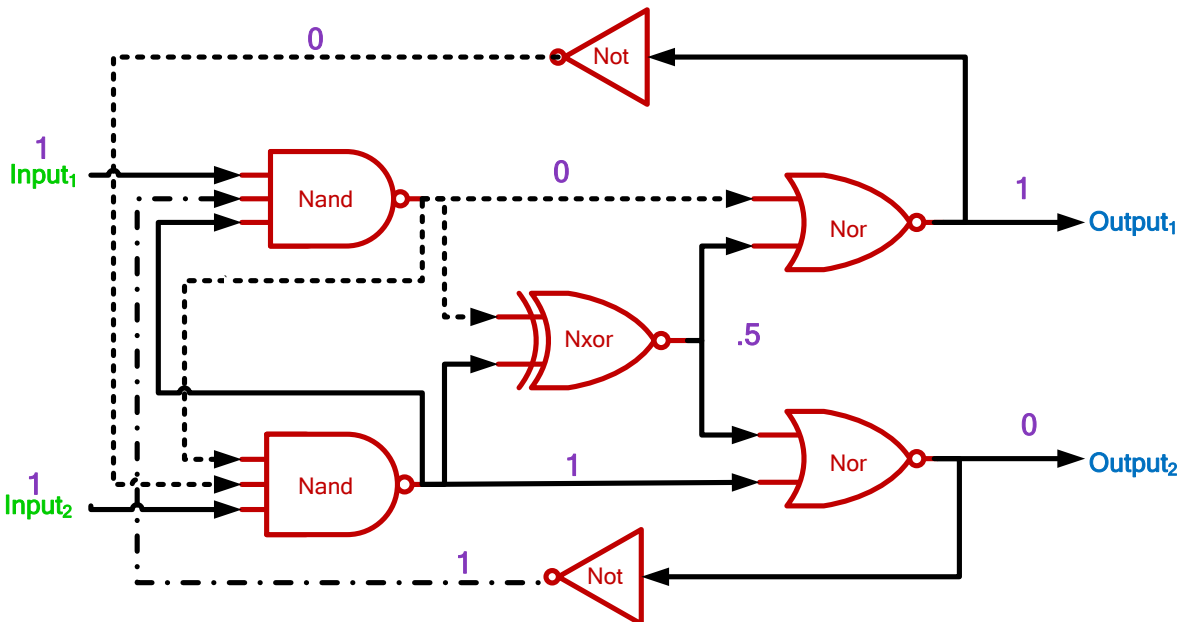 0
Not
1
Input₁
Nand
0
Nor
1
Output₁
Nxor
.5
1
Input₂
Nand
1
Nor
0
Output₂
1
Not